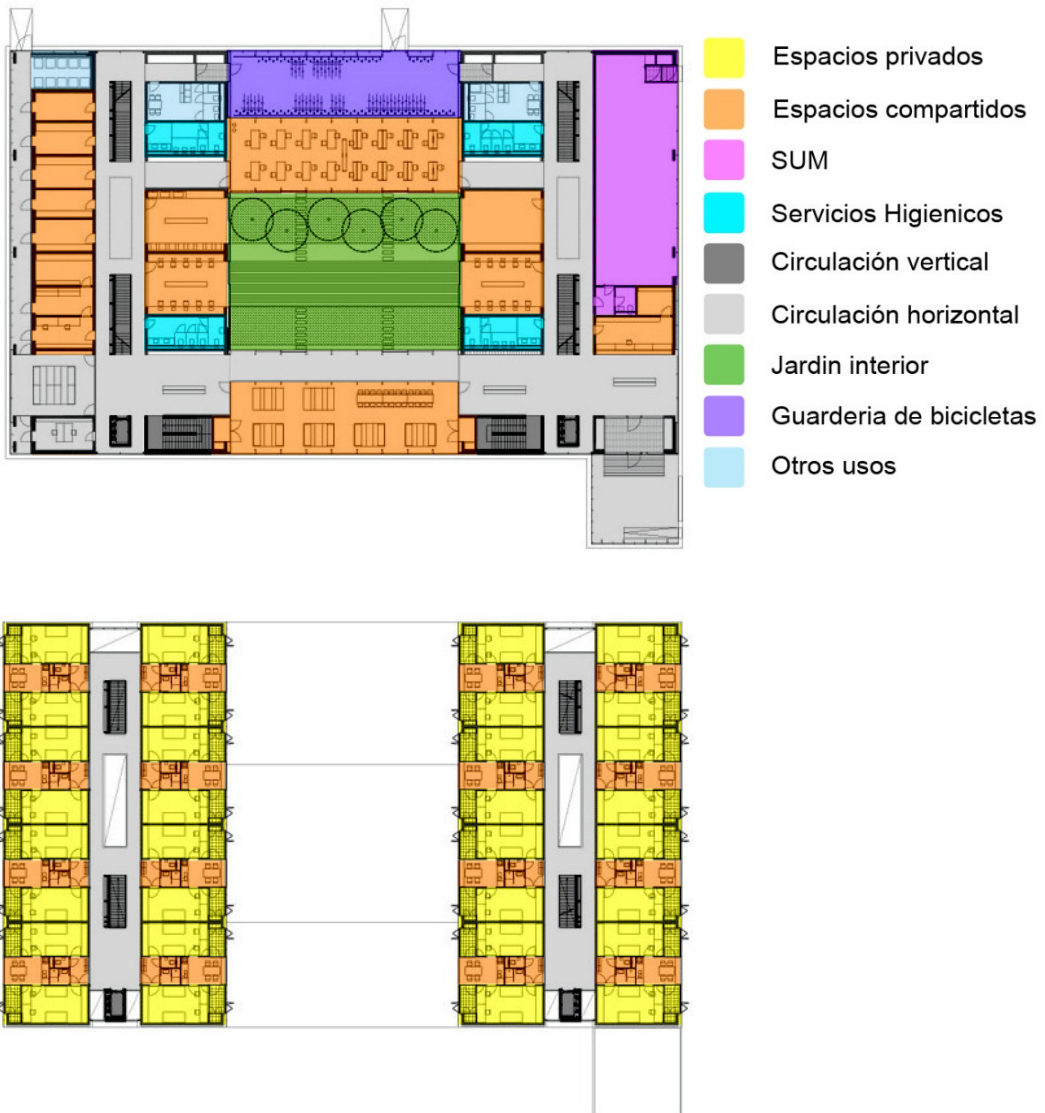 Espacios privados
Espacios compartidos
SUM
Servicios Higienicos
Circulación vertical
Circulación horizontal
Jardin interior
Guarderia de bicicletas
Otros usos